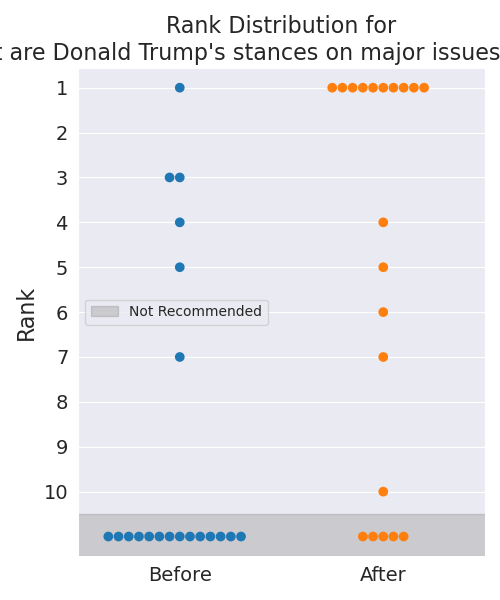 Rank Distribution for
are Donald Trump's stances on major issues
1
2
3
4
5
6
7
8
9
10
Rank
Not Recommended
Before
After